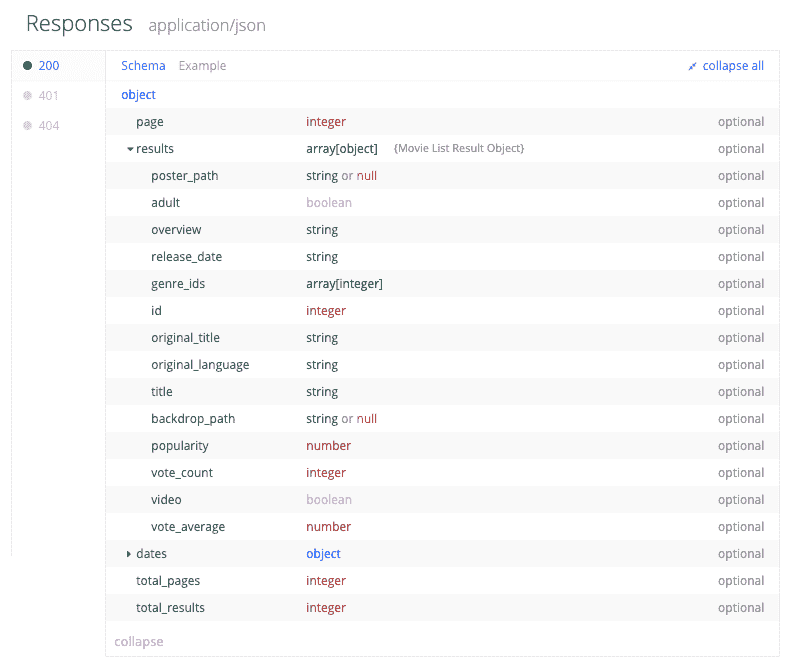 Responses application/json
200 Schema Example collapse all
401 object
404
page integer optional
results array[object] {Movie List Result Object} optional
poster_path string or null optional
adult boolean optional
overview string optional
release_date string optional
genre_ids array[integer] optional
id integer optional
original_title string optional
original_language string optional
title string optional
backdrop_path string or null optional
popularity number optional
vote_count integer optional
video boolean optional
vote_average number optional
dates object optional
total_pages integer optional
total_results integer optional
collapse